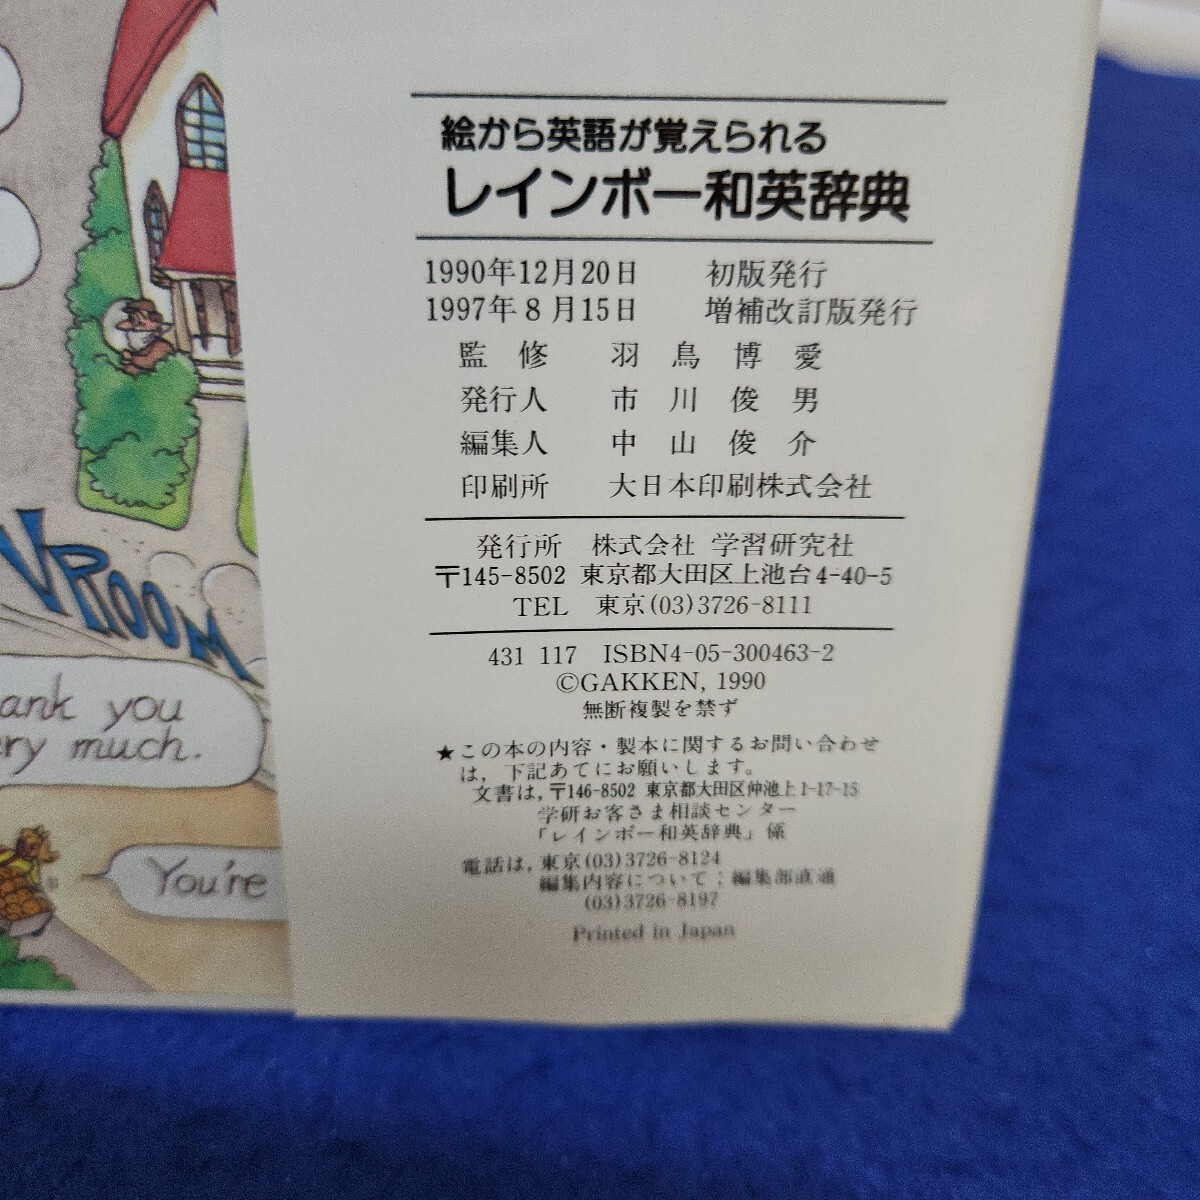 絵から英語が覚えられる
レインボー和英辞典
1990年12月20日 初版発行
1997年8月15日 増補改訂版発行
監修 羽鳥博愛
発行人 市川俊男
編集人 中山俊介
印刷所 大日本印刷株式会社
発行所 株式会社 学習研究社
〒145-8502 東京都大田区上池台4-40-5
TEL 東京(03)3726-8111
431 117 ISBN4-05-300463-2
©GAKKEN, 1990
無断複製を禁ず
★この本の内容・製本に関するお問い合わせ
は，下記あてにお願いします。
文書は，〒146-8502 東京都大田区仲池上1-17-15
学研お客さま相談センター
「レインボー和英辞典」係
電話は，東京(03)3726-8124
編集内容について；編集部直通
(03)3726-8197
Printed in Japan
VROOM
ank you
ery much.
You're